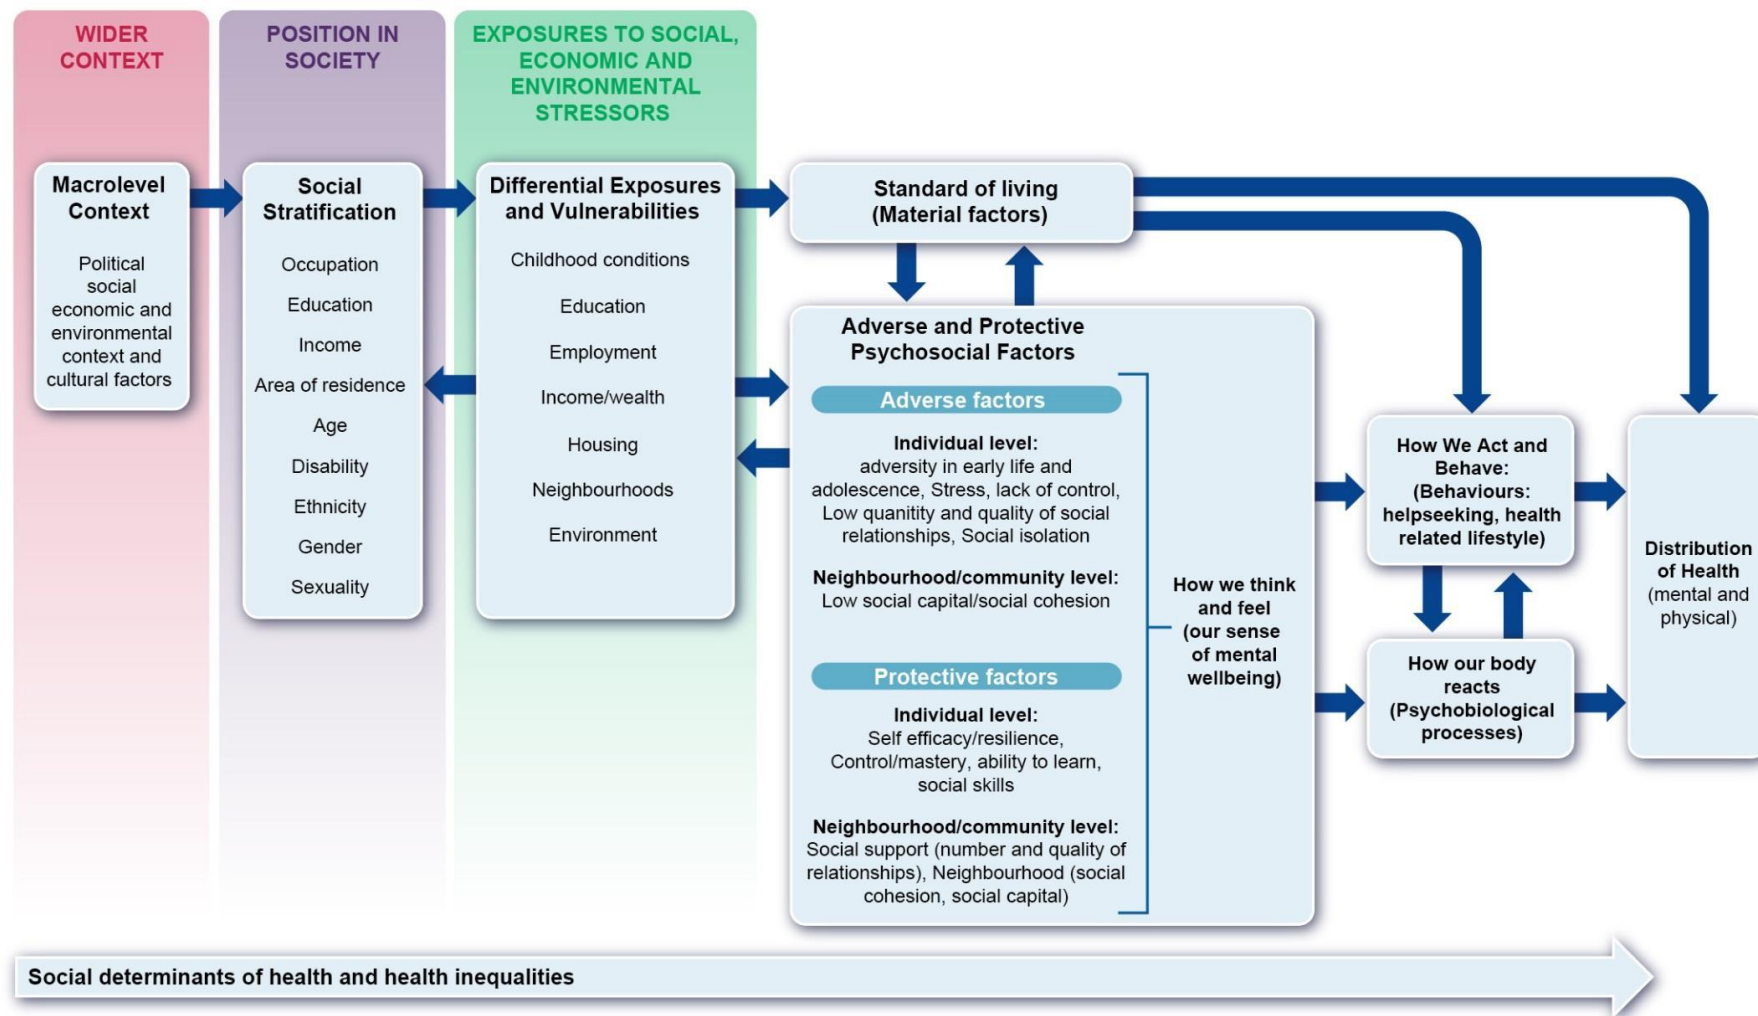 WIDER
CONTEXT
POSITION IN
SOCIETY
EXPOSURES TO SOCIAL,
ECONOMIC AND
ENVIRONMENTAL
STRESSORS
Macrolevel
Context
Political
social
economic and
environmental
context and
cultural factors
Social
Stratification
Occupation
Education
Income
Area of residence
Age
Disability
Ethnicity
Gender
Sexuality
Differential Exposures
and Vulnerabilities
Childhood conditions
Education
Employment
Income/wealth
Housing
Neighbourhoods
Environment
Standard of living
(Material factors)
Adverse and Protective
Psychosocial Factors
Adverse factors
Individual level:
adversity in early life and
adolescence, Stress, lack of control,
Low quanitity and quality of social
relationships, Social isolation
Neighbourhood/community level:
Low social capital/social cohesion
Protective factors
Individual level:
Self efficacy/resilience,
Control/mastery, ability to learn,
social skills
Neighbourhood/community level:
Social support (number and quality of
relationships), Neighbourhood (social
cohesion, social capital)
How we think
and feel
(our sense
of mental
wellbeing)
How We Act and
Behave:
(Behaviours:
helpseeking, health
related lifestyle)
How our body
reacts
(Psychobiological
processes)
Distribution
of Health
(mental and
physical)
Social determinants of health and health inequalities